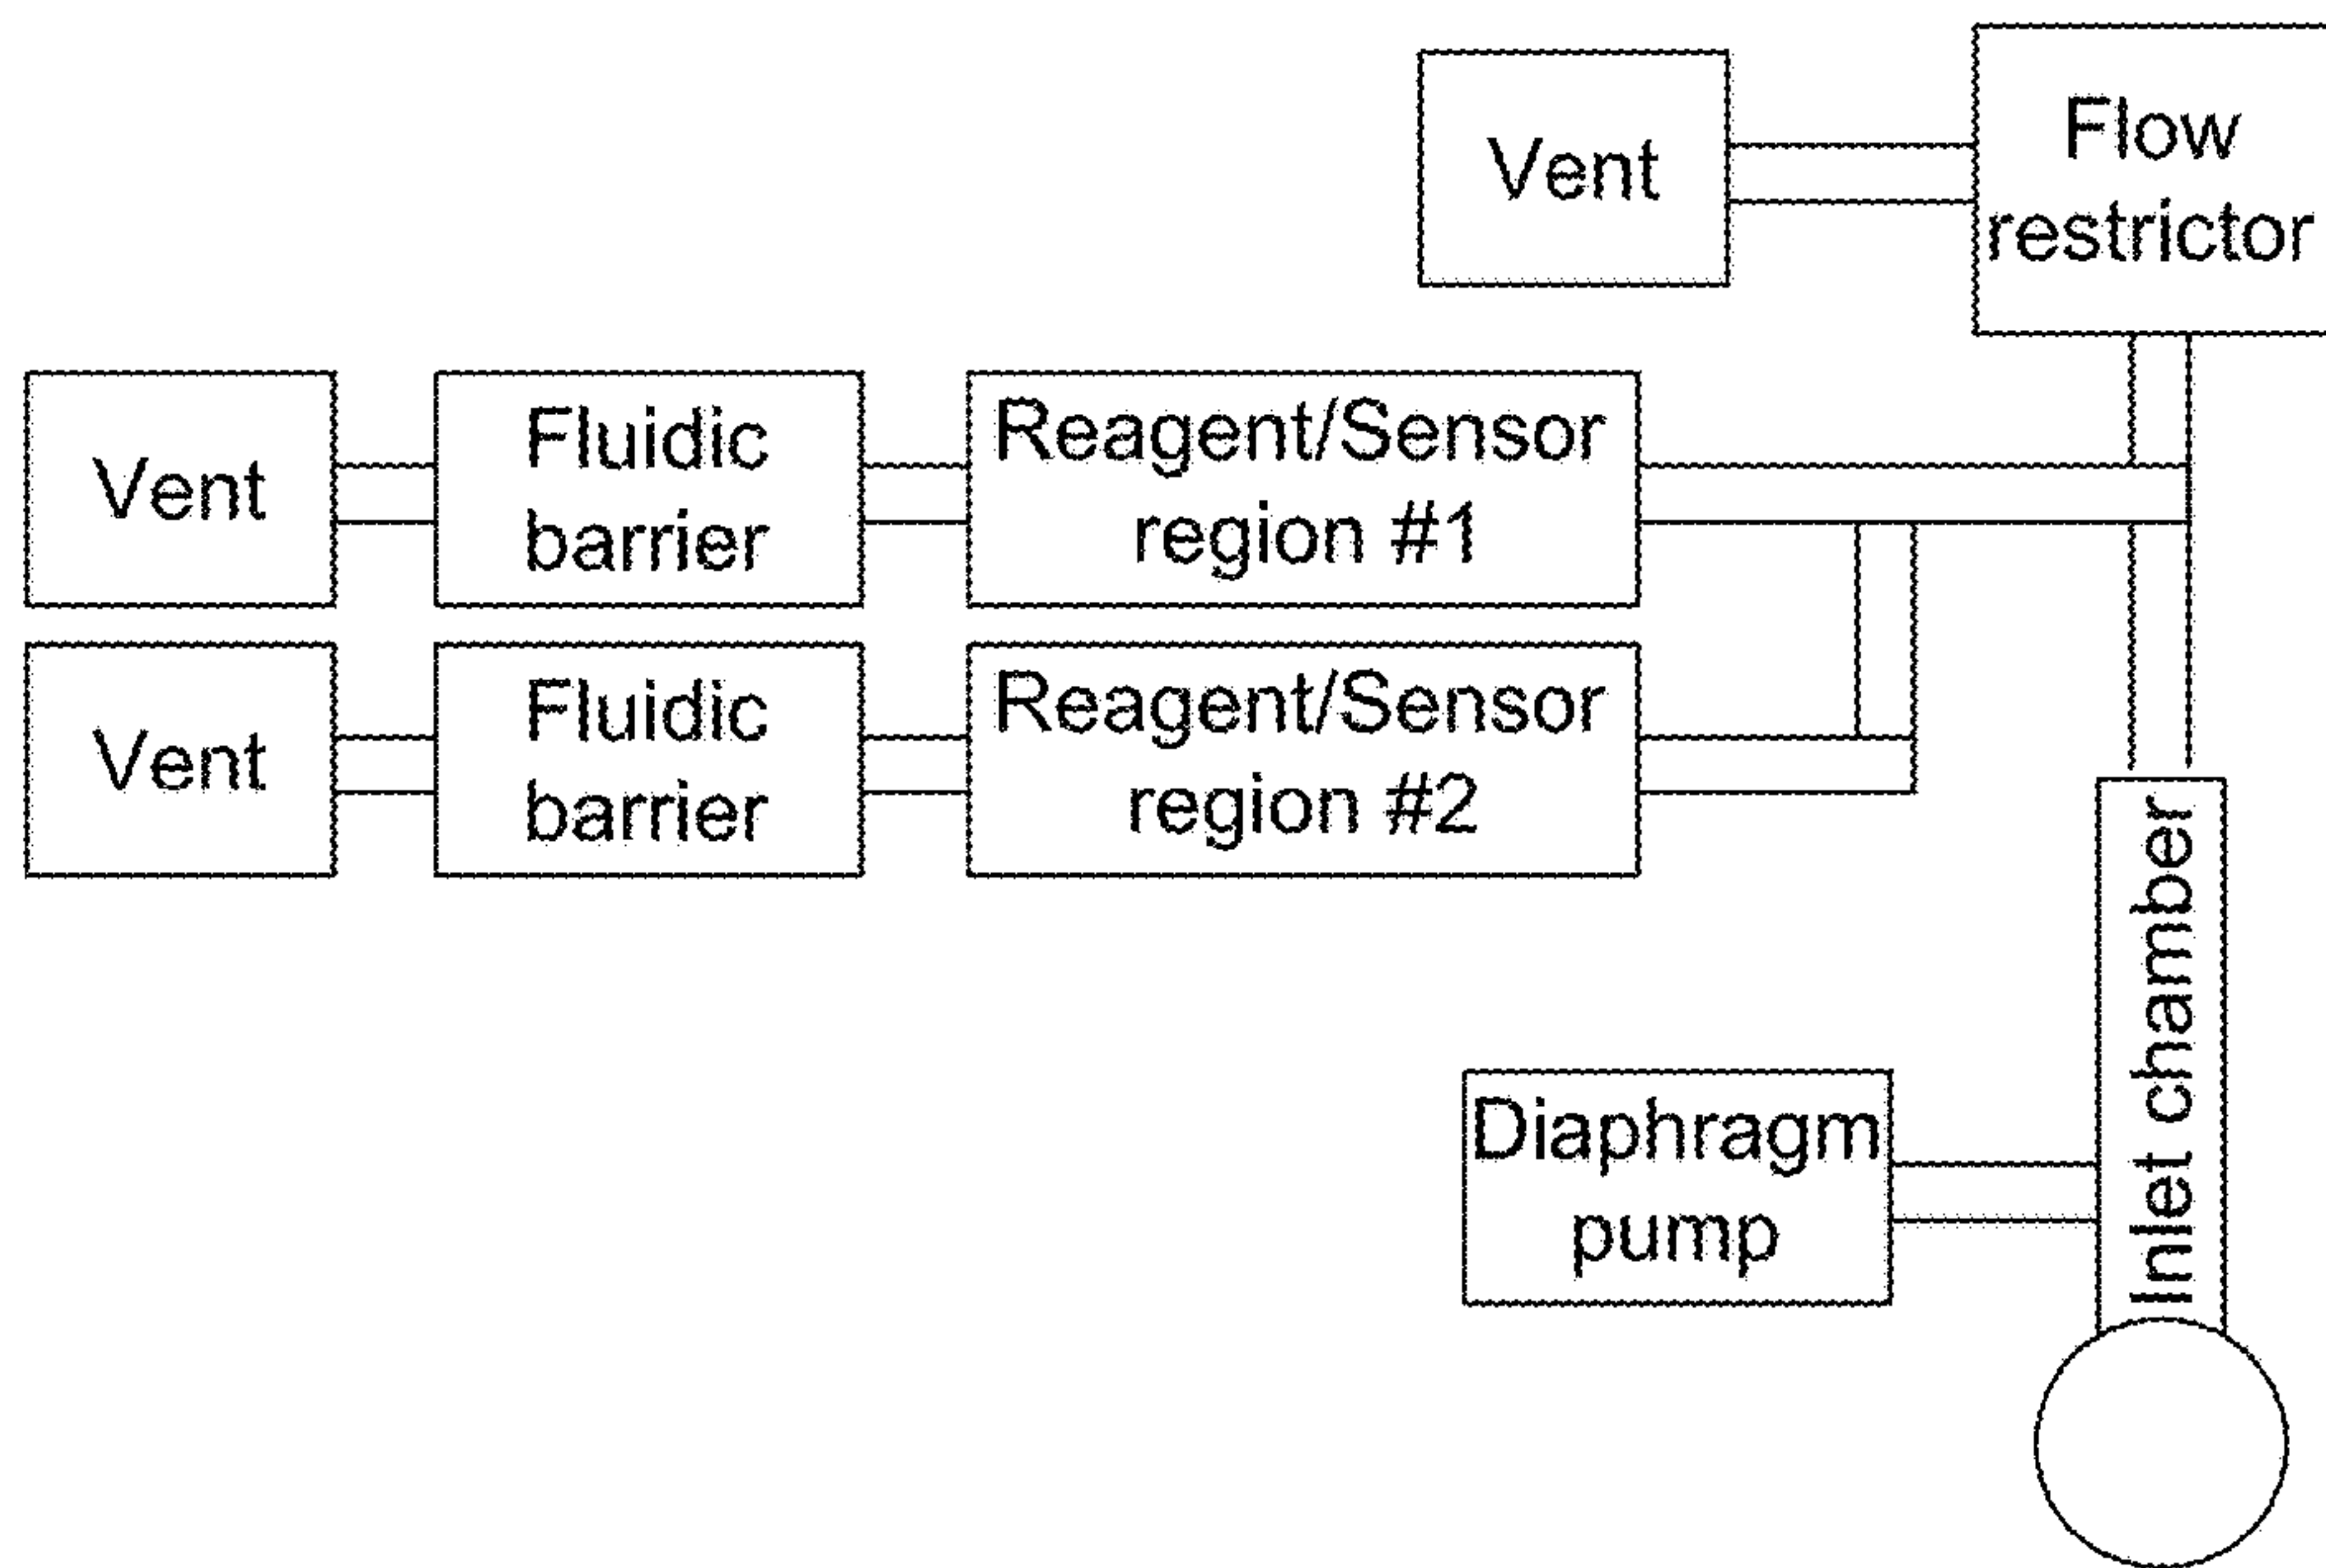 Vent
Flow
restrictor
Vent
Fluidic
barrier
Reagent/Sensor
region #1
Vent
Fluidic
barrier
Reagent/Sensor
region #2
Inlet chamber
Diaphragm
pump